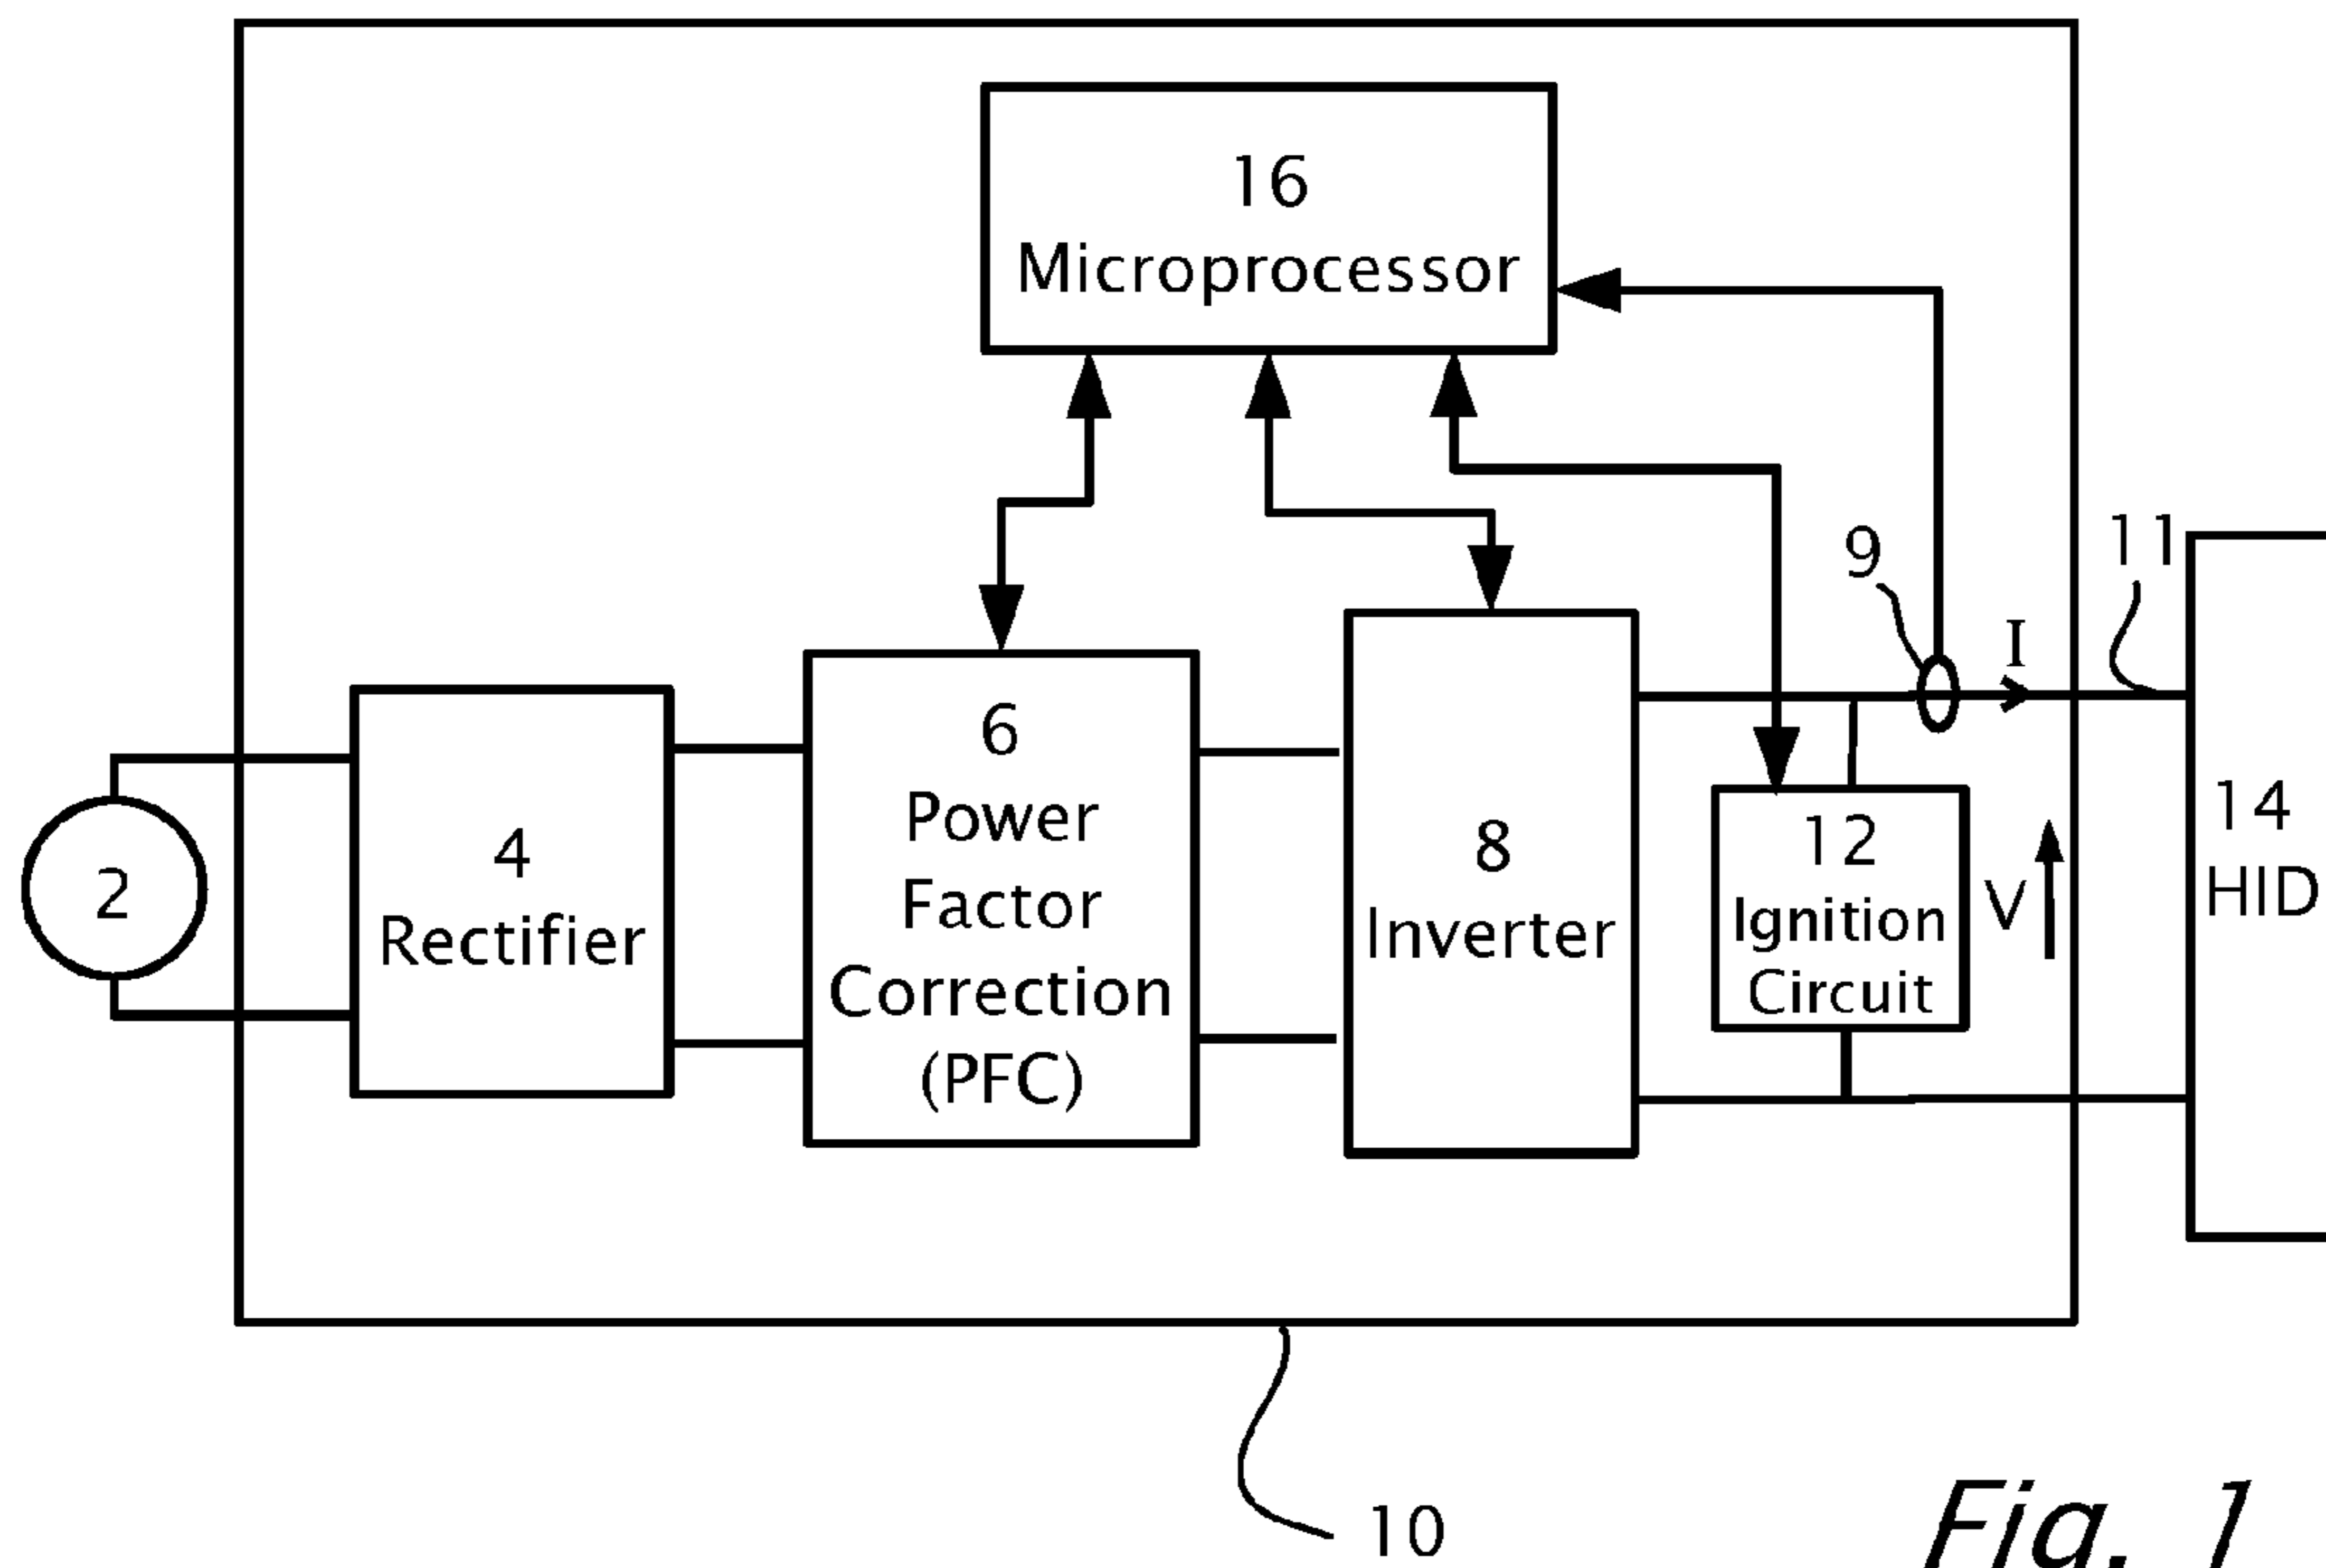 16
Microprocessor
9
11
I
6
Power
Factor
Correction
(PFC)
2
4
Rectifier
8
Inverter
12
Ignition
Circuit
V
14
HID
10
Fig. 1